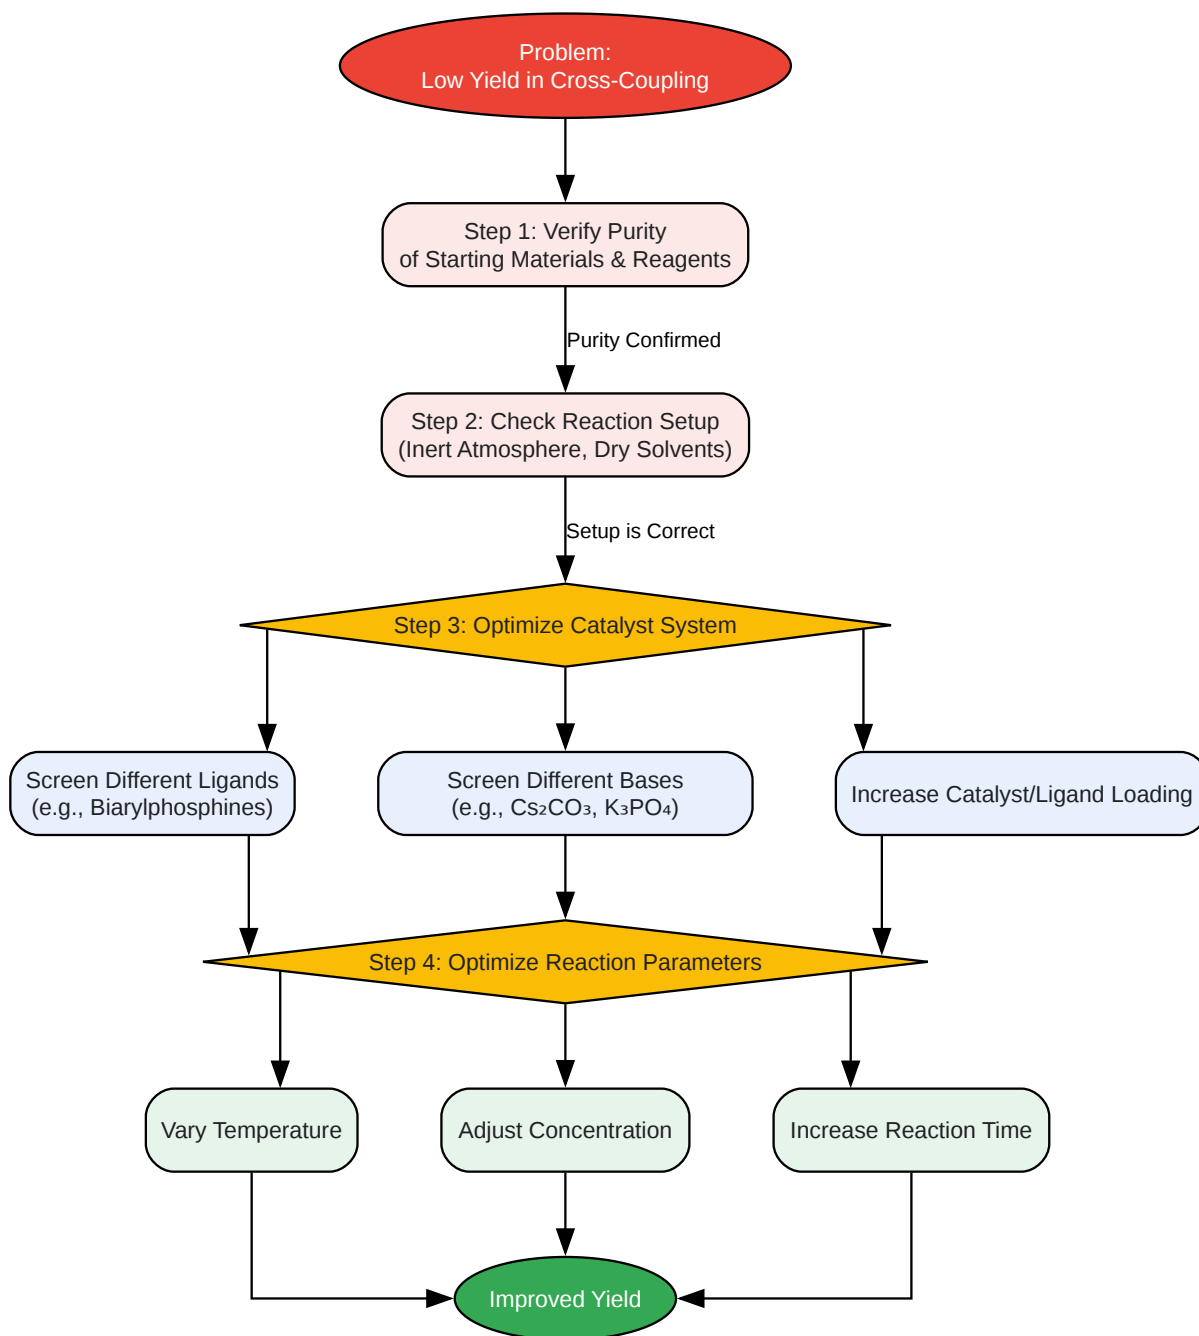 Problem:
Low Yield in Cross-Coupling
Step 1: Verify Purity
of Starting Materials & Reagents
Purity Confirmed
Step 2: Check Reaction Setup
(Inert Atmosphere, Dry Solvents)
Setup is Correct
Step 3: Optimize Catalyst System
Screen Different Ligands
(e.g., Biarylphosphines)
Screen Different Bases
(e.g., Cs₂CO₃, K₃PO₄)
Increase Catalyst/Ligand Loading
Step 4: Optimize Reaction Parameters
Vary Temperature
Adjust Concentration
Increase Reaction Time
Improved Yield